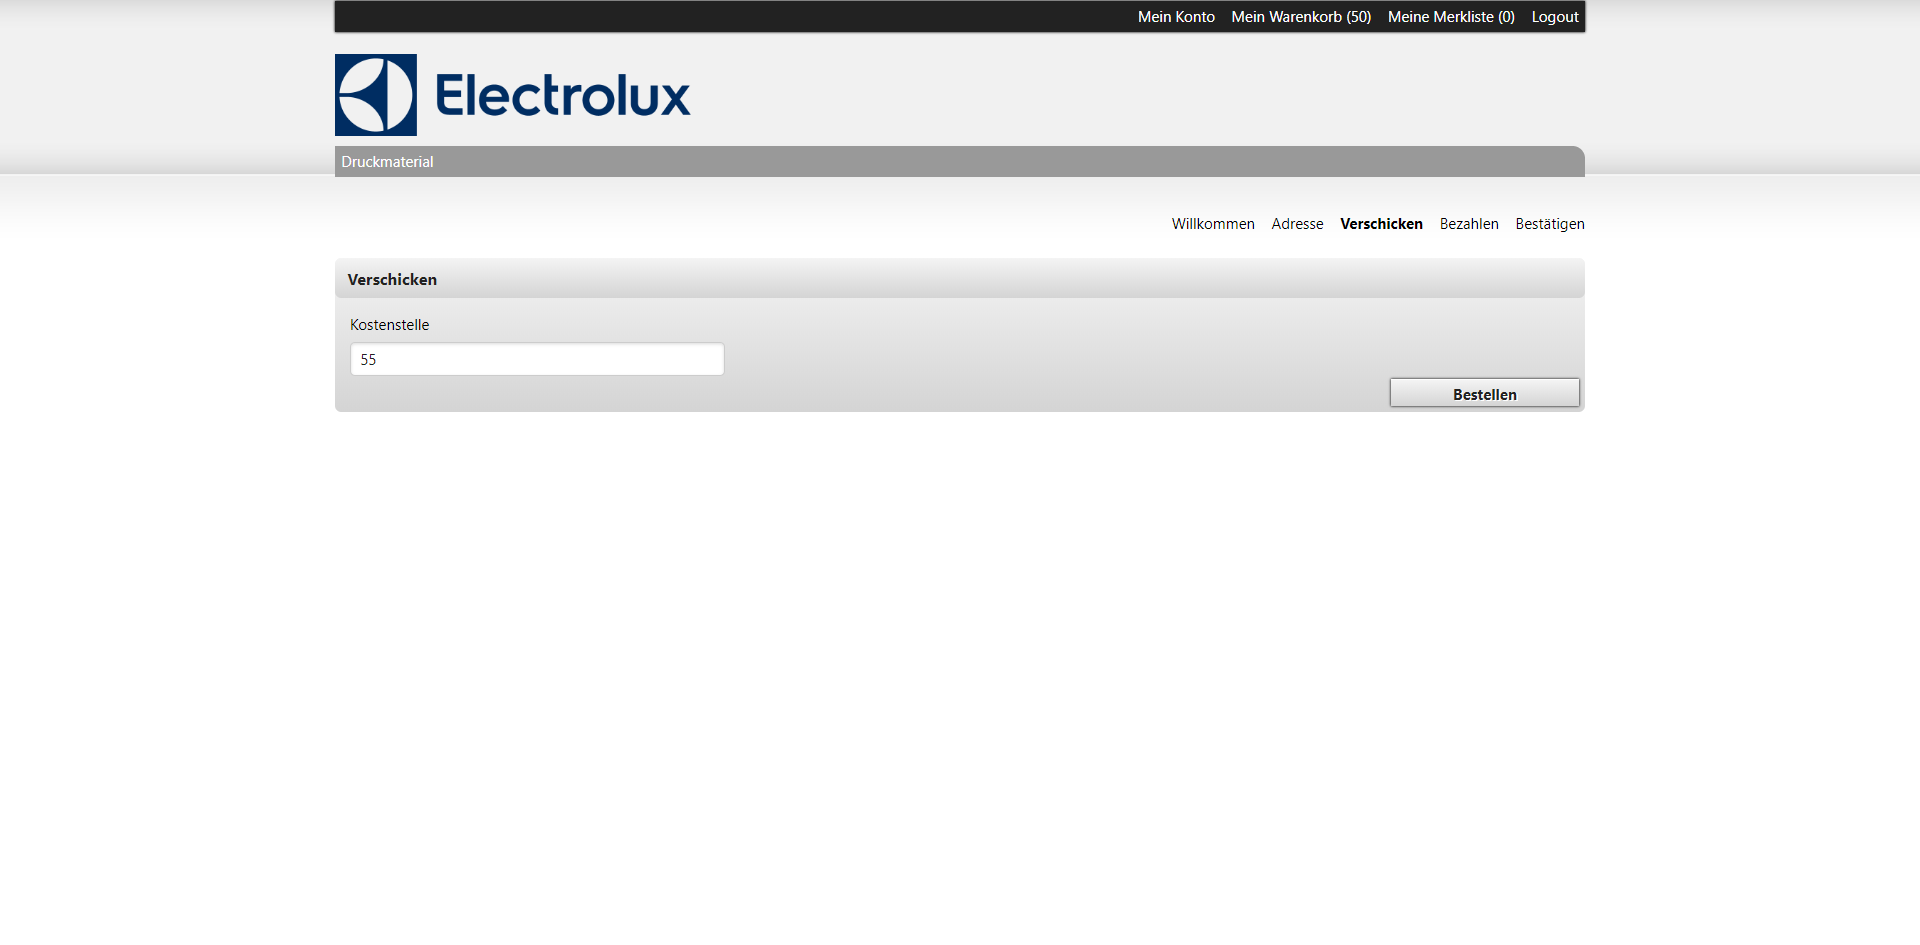 Mein Konto Mein Warenkorb (50) Meine Merkliste (0) Logout
Electrolux
Druckmaterial
Willkommen Adresse Verschicken Bezahlen Bestätigen
Verschicken
Kostenstelle
55
Bestellen